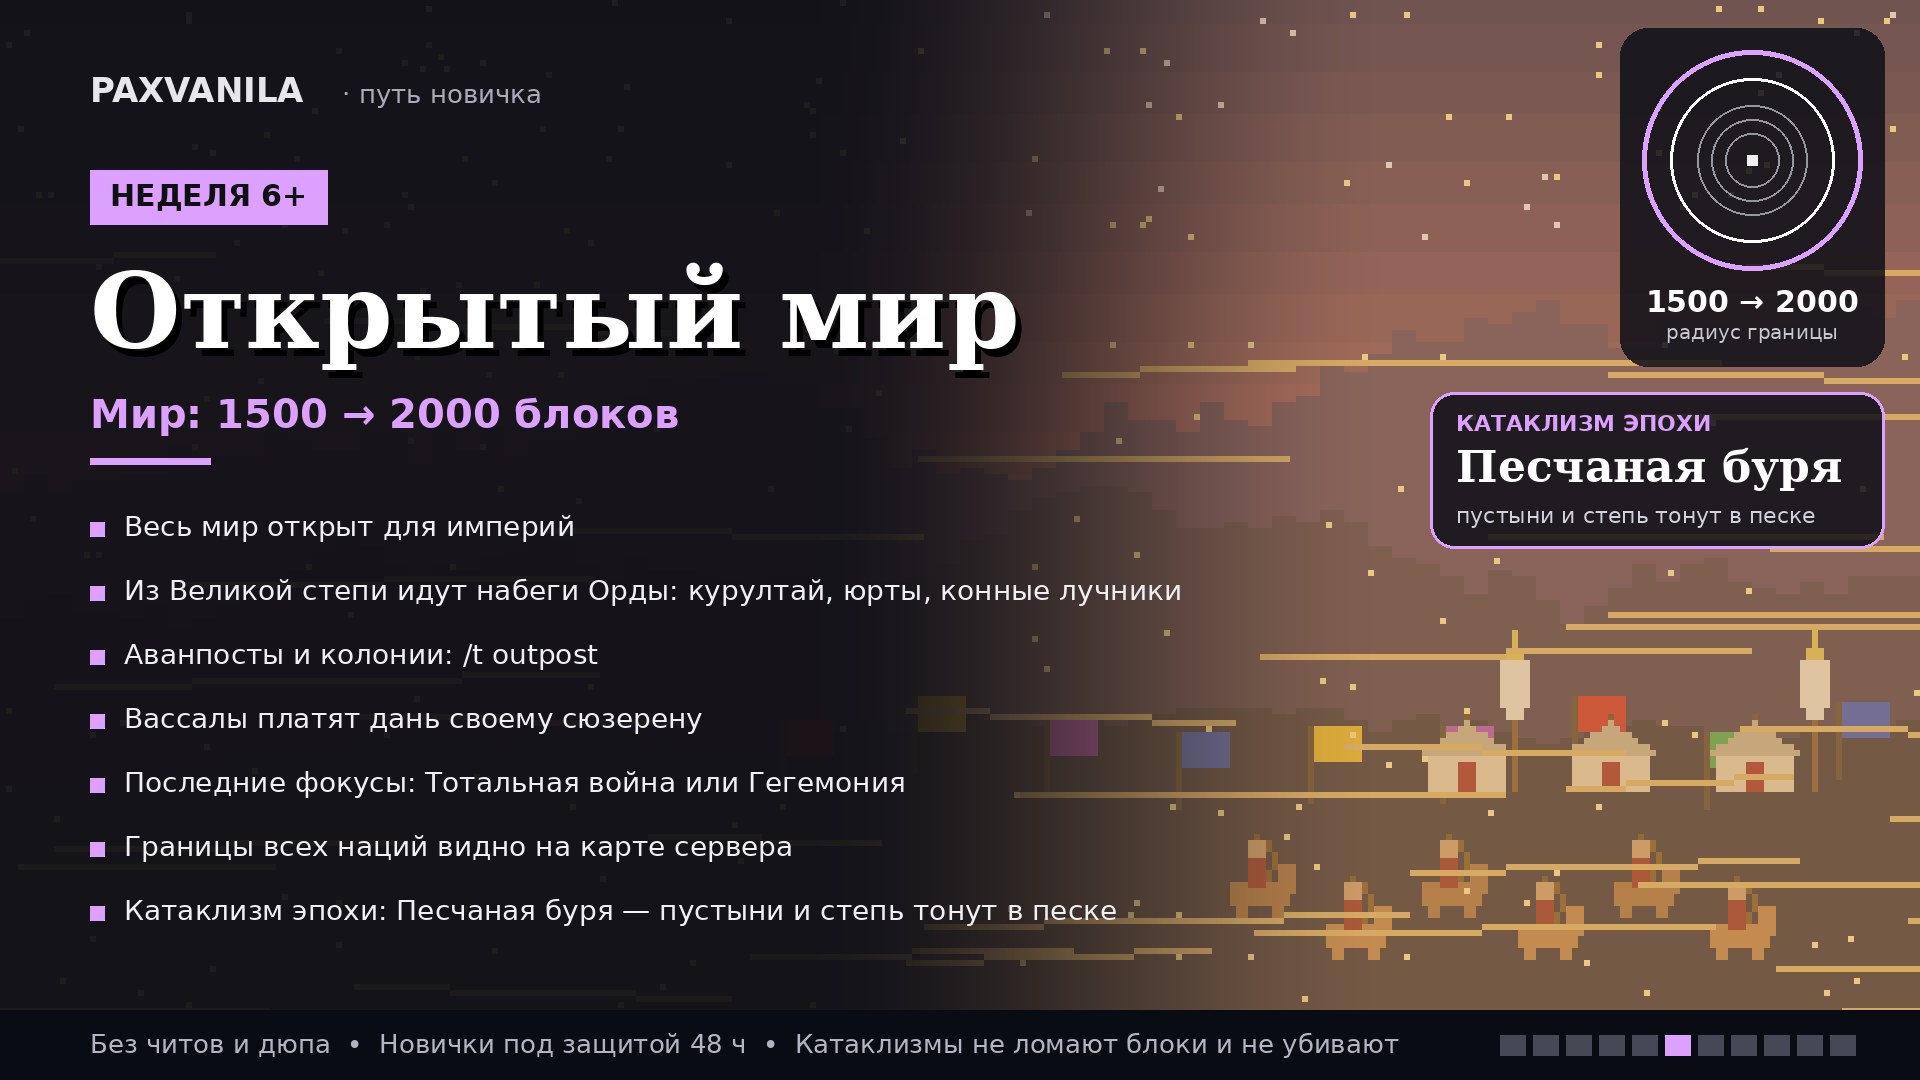 PAXVANILA · путь новичка
НЕДЕЛЯ 6+
Открытый мир
Мир: 1500 → 2000 блоков
Весь мир открыт для империй
Из Великой степи идут набеги Орды: курултай, юрты, конные лучники
Аванпосты и колонии: /t outpost
Вассалы платят дань своему сюзерену
Последние фокусы: Тотальная война или Гегемония
Границы всех наций видно на карте сервера
Катаклизм эпохи: Песчаная буря — пустыни и степь тонут в песке
1500 → 2000
радиус границы
КАТАКЛИЗМ ЭПОХИ
Песчаная буря
пустыни и степь тонут в песке
Без читов и дюпа • Новички под защитой 48 ч • Катаклизмы не ломают блоки и не убивают